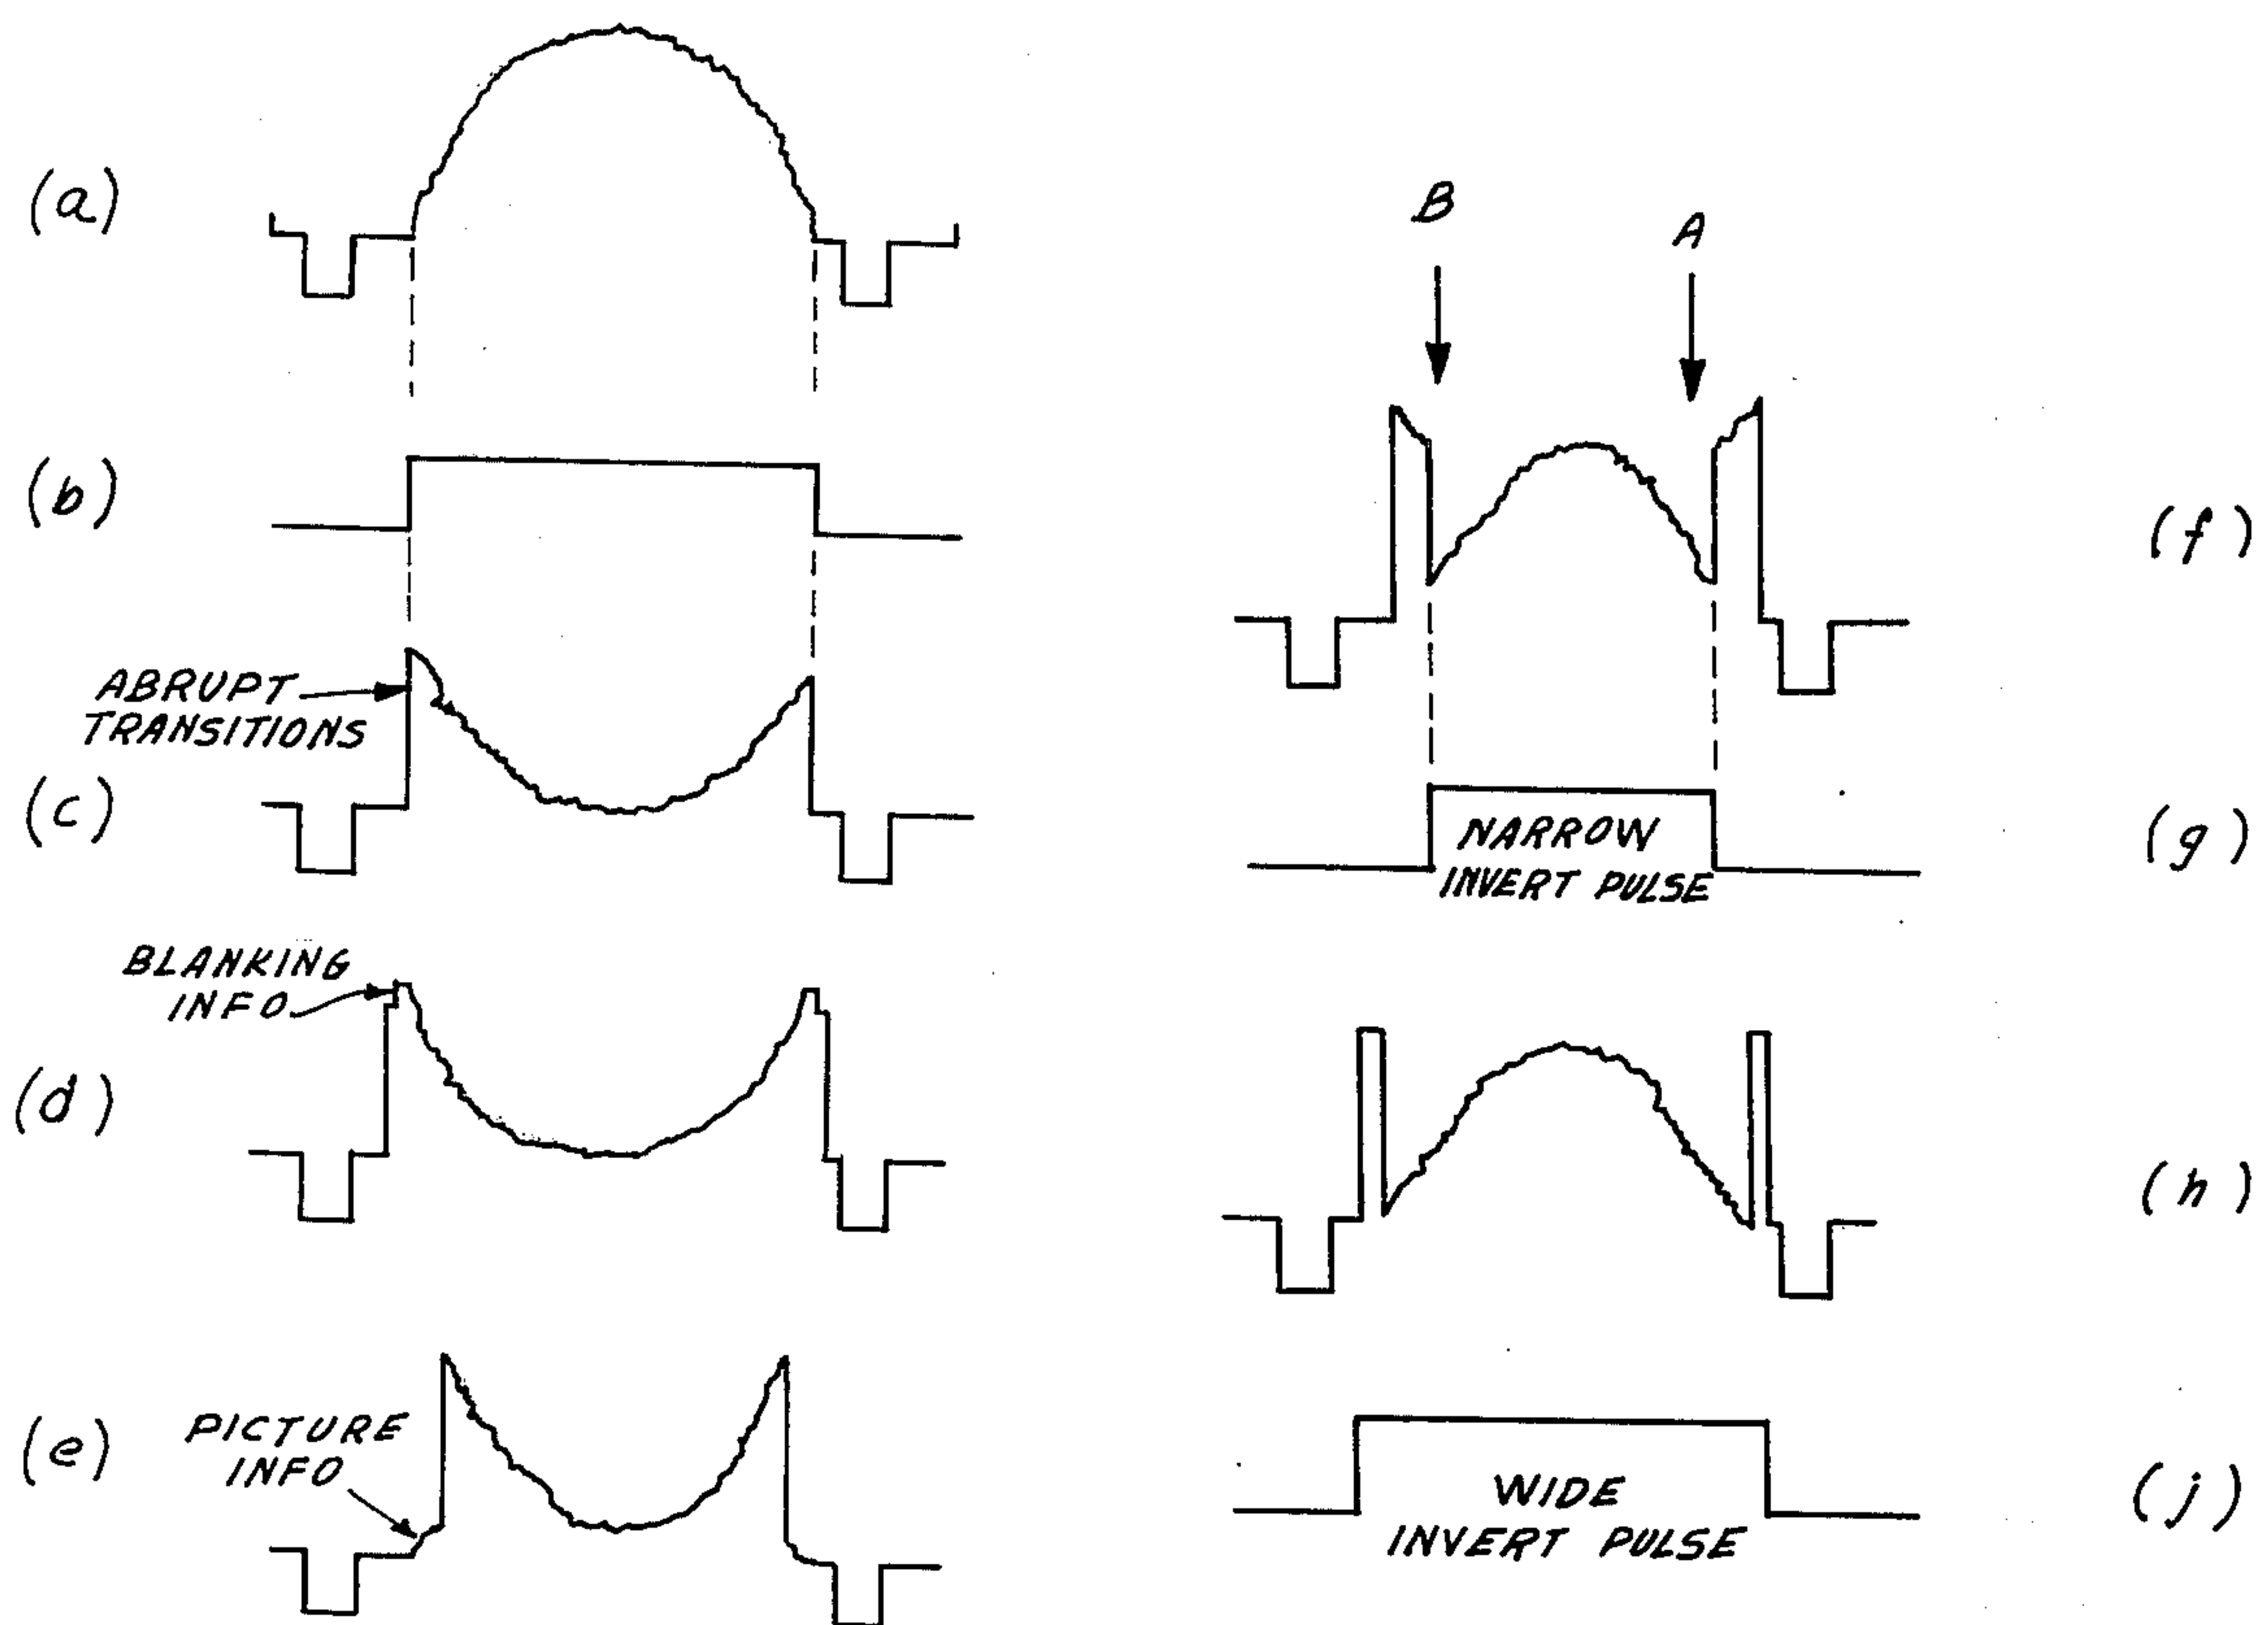 (a)
(b)
ABRUPT
TRANSITIONS
(c)
BLANKING
INFO
(d)
PICTURE
INFO
(e)
B
A
(f)
NARROW
INVERT PULSE
(g)
(h)
WIDE
INVERT PULSE
(j)